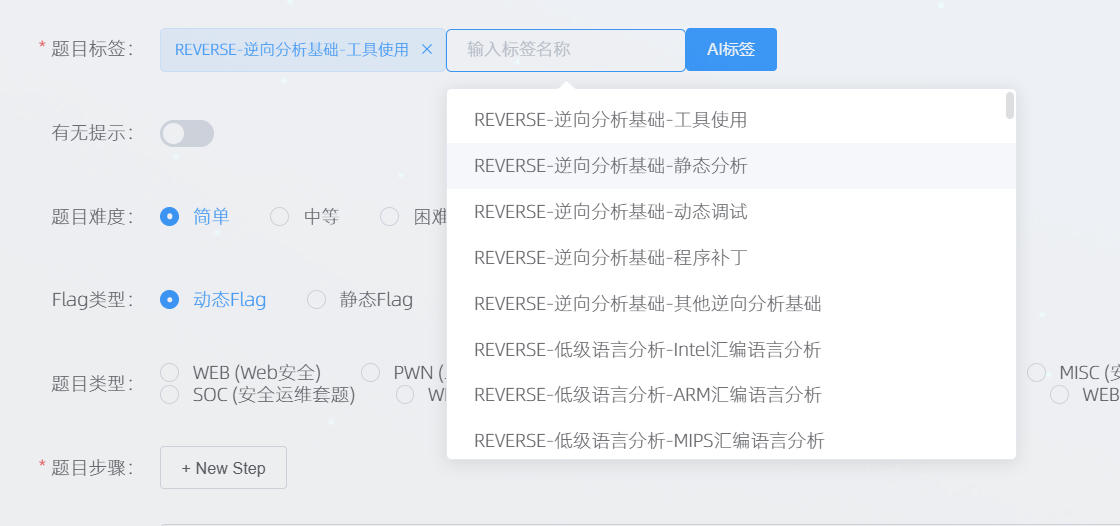 * 题目标签: REVERSE-逆向分析基础-工具使用 × 输入标签名称 AI标签
REVERSE-逆向分析基础-工具使用
有无提示:
REVERSE-逆向分析基础-静态分析
题目难度: 简单 中等 困难
REVERSE-逆向分析基础-动态调试
REVERSE-逆向分析基础-程序补丁
Flag类型: 动态Flag 静态Flag
REVERSE-逆向分析基础-其他逆向分析基础
REVERSE-低级语言分析-Intel汇编语言分析
题目类型: WEB (Web安全) PWN ( MISC (安
SOC (安全运维套题) WEB
REVERSE-低级语言分析-ARM汇编语言分析
REVERSE-低级语言分析-MIPS汇编语言分析
* 题目步骤: + New Step